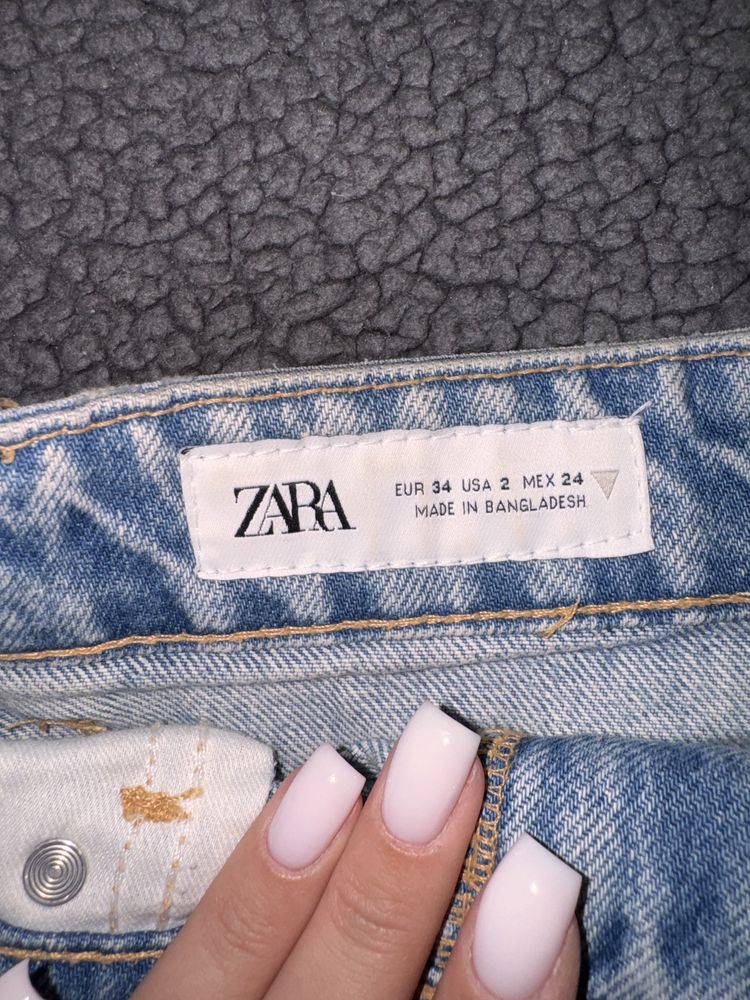 ZARA
EUR 34 USA 2 MEX 24
MADE IN BANGLADESH